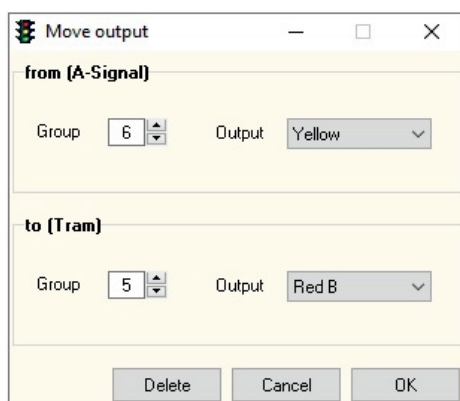 Move output
from (A-Signal)
Group 6 Output Yellow
to (Tram)
Group 5 Output Red B
Delete Cancel OK